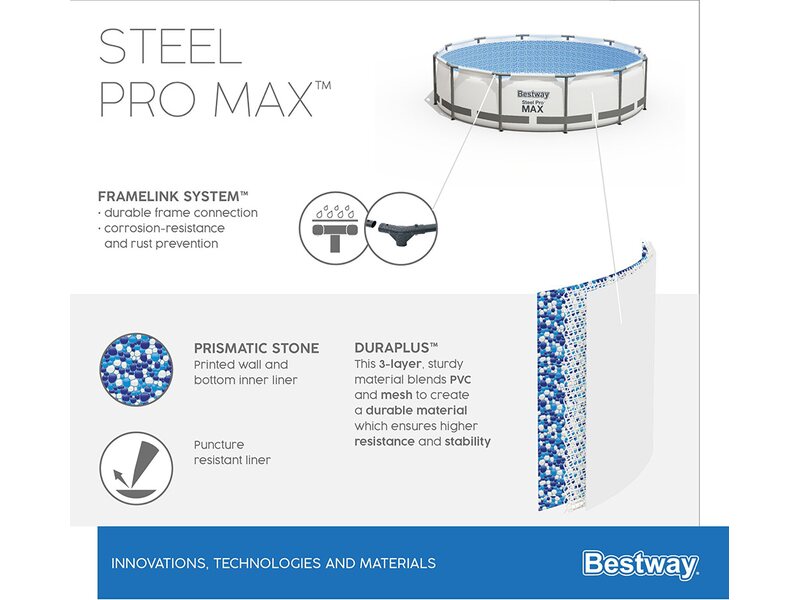 STEEL
PRO MAX™
Bestway
Steel Pro
MAX
FRAMELINK SYSTEM™
• durable frame connection
• corrosion-resistance
and rust prevention
PRISMATIC STONE
Printed wall and
bottom inner liner
Puncture
resistant liner
DURAPLUS™
This 3-layer, sturdy
material blends PVC
and mesh to create
a durable material
which ensures higher
resistance and stability
INNOVATIONS, TECHNOLOGIES AND MATERIALS
Bestway